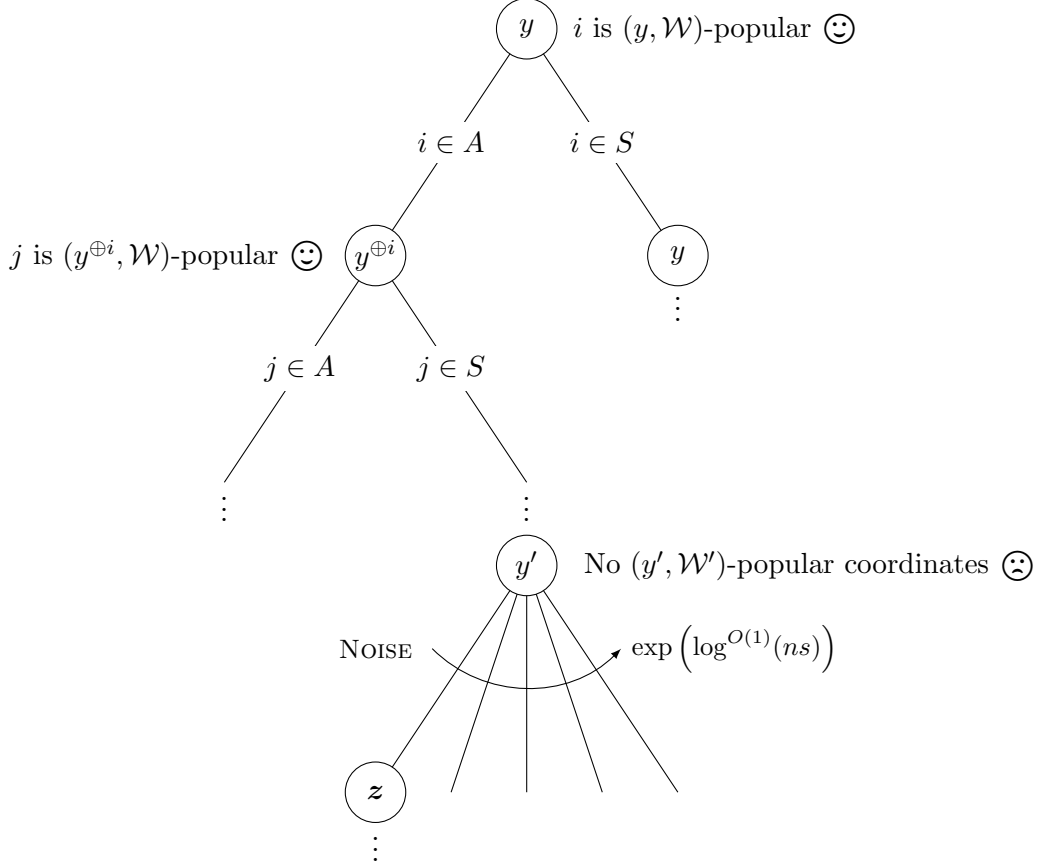 y
i is (y, 𝒲)-popular ☺
i ∈ A
i ∈ S
j is (y^{⊕i}, 𝒲)-popular ☺
y^{⊕i}
y
⋮
j ∈ A
j ∈ S
⋮
⋮
y′
No (y′, 𝒲′)-popular coordinates ☹
NOISE
exp (log^{O(1)}(ns))
z
⋮